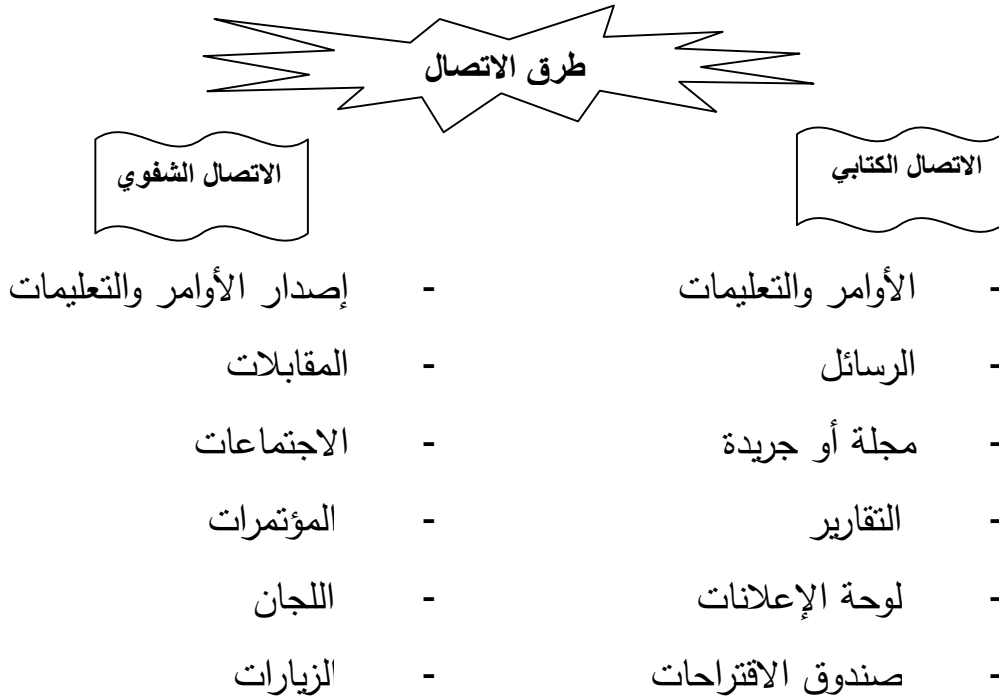 طرق الاتصال
الاتصال الكتابي
الاتصال الشفوي
- الأوامر والتعليمات
- إصدار الأوامر والتعليمات
- الرسائل
- المقابلات
- مجلة أو جريدة
- الاجتماعات
- التقارير
- المؤتمرات
- لوحة الإعلانات
- اللجان
- صندوق الاقتراحات
- الزيارات